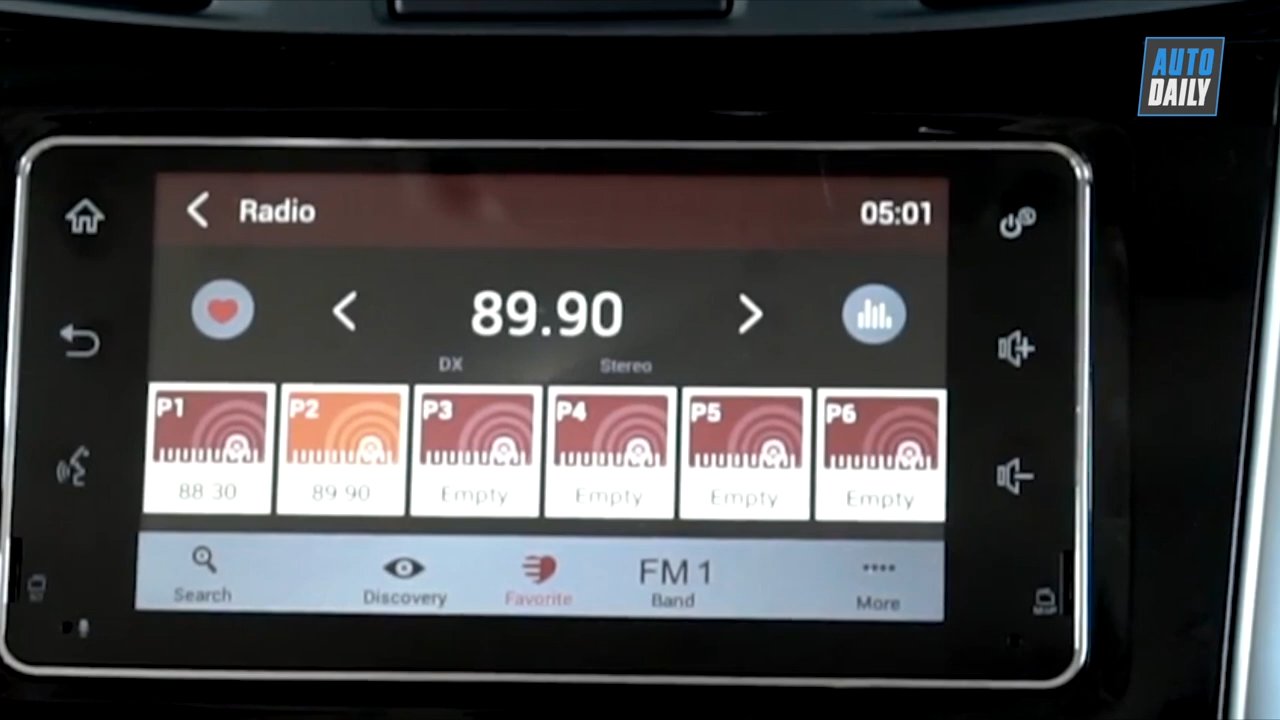 AUTO
DAILY
Radio
05:01
89.90
DX
Stereo
P1
P2
P3
P4
P5
P6
88.30
89.90
Empty
Empty
Empty
Empty
Search
Discovery
Favorite
FM 1
Band
More